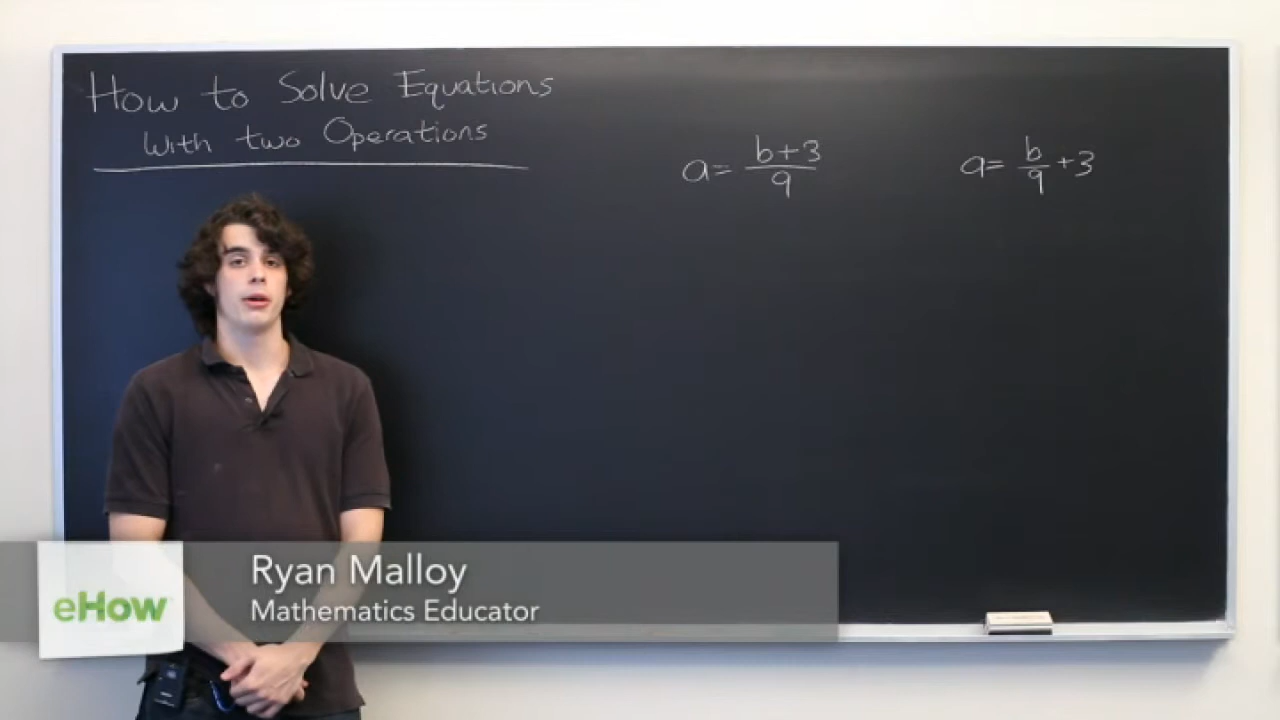 How to Solve Equations
With two Operations
a = b+3/9
a = b/9 + 3
eHow
Ryan Malloy
Mathematics Educator